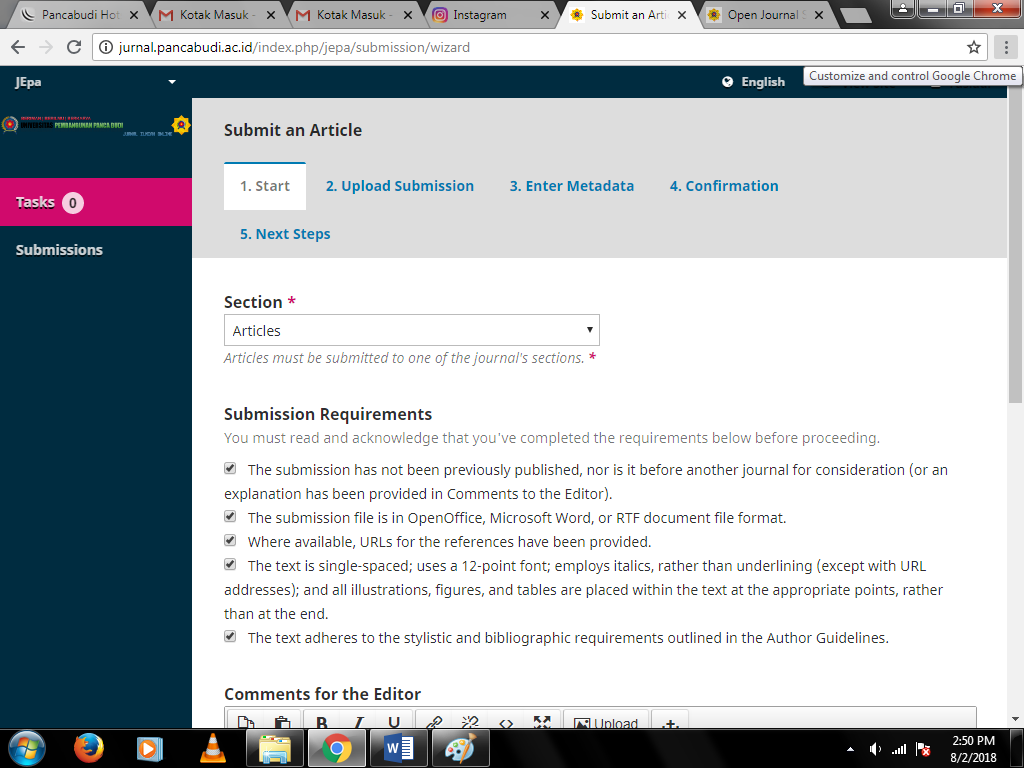 Pancabudi Hot
Kotak Masuk -
Kotak Masuk -
Instagram
Submit an Arti
Open Journal S
jurnal.pancabudi.ac.id/index.php/jepa/submission/wizard
Customize and control Google Chrome
JEpa
English
PEMBANGUNAN PANCA BUDI
JURNAL ILMIAH ONLINE
Submit an Article
1. Start
2. Upload Submission
3. Enter Metadata
4. Confirmation
5. Next Steps
Tasks 0
Submissions
Section *
Articles
Articles must be submitted to one of the journal's sections. *
Submission Requirements
You must read and acknowledge that you've completed the requirements below before proceeding.
The submission has not been previously published, nor is it before another journal for consideration (or an
explanation has been provided in Comments to the Editor).
The submission file is in OpenOffice, Microsoft Word, or RTF document file format.
Where available, URLs for the references have been provided.
The text is single-spaced; uses a 12-point font; employs italics, rather than underlining (except with URL
addresses); and all illustrations, figures, and tables are placed within the text at the appropriate points, rather
than at the end.
The text adheres to the stylistic and bibliographic requirements outlined in the Author Guidelines.
Comments for the Editor
B I U Upload
2:50 PM
8/2/2018